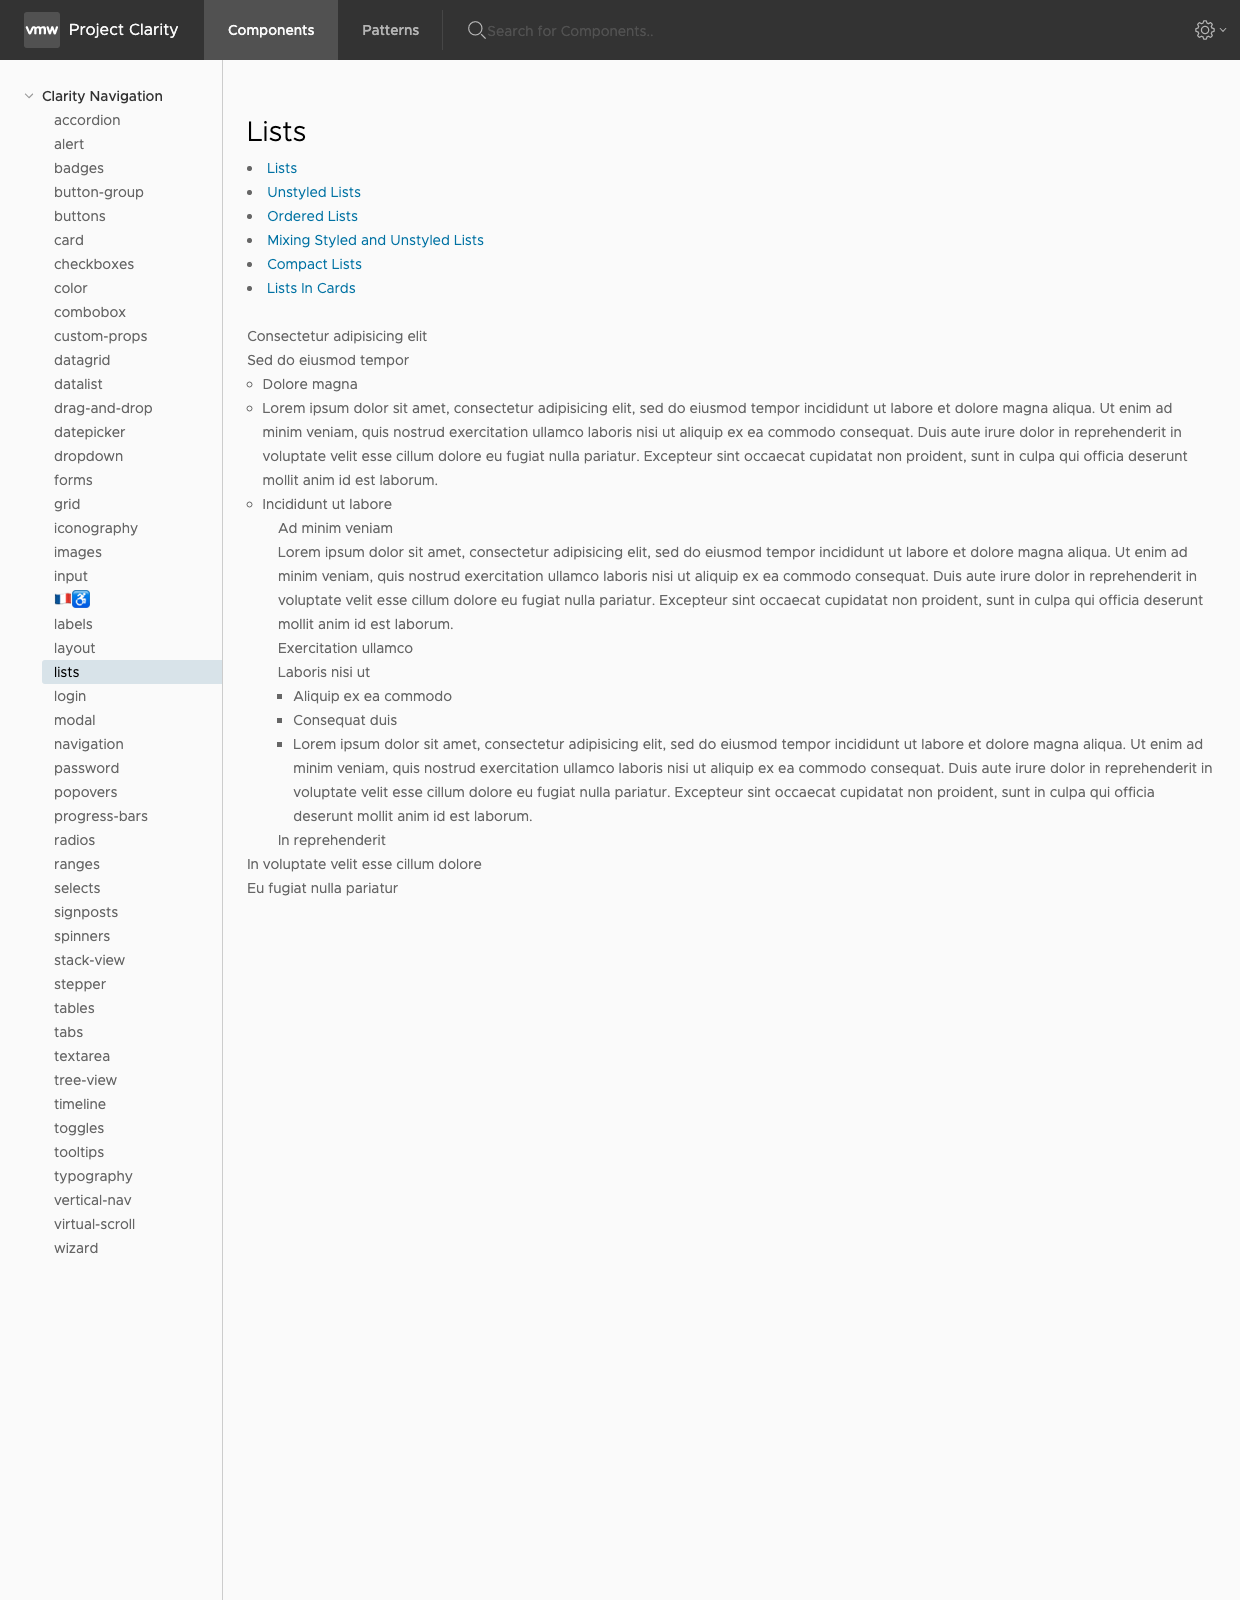 vmw Project Clarity Components Patterns Search for Components..
Clarity Navigation
accordion
alert
badges
button-group
buttons
card
checkboxes
color
combobox
custom-props
datagrid
datalist
drag-and-drop
datepicker
dropdown
forms
grid
iconography
images
input
🇫🇷♿
labels
layout
lists
login
modal
navigation
password
popovers
progress-bars
radios
ranges
selects
signposts
spinners
stack-view
stepper
tables
tabs
textarea
tree-view
timeline
toggles
tooltips
typography
vertical-nav
virtual-scroll
wizard
Lists
Lists
Unstyled Lists
Ordered Lists
Mixing Styled and Unstyled Lists
Compact Lists
Lists In Cards
Consectetur adipisicing elit
Sed do eiusmod tempor
Dolore magna
Lorem ipsum dolor sit amet, consectetur adipisicing elit, sed do eiusmod tempor incididunt ut labore et dolore magna aliqua. Ut enim ad
minim veniam, quis nostrud exercitation ullamco laboris nisi ut aliquip ex ea commodo consequat. Duis aute irure dolor in reprehenderit in
voluptate velit esse cillum dolore eu fugiat nulla pariatur. Excepteur sint occaecat cupidatat non proident, sunt in culpa qui officia deserunt
mollit anim id est laborum.
Incididunt ut labore
Ad minim veniam
Lorem ipsum dolor sit amet, consectetur adipisicing elit, sed do eiusmod tempor incididunt ut labore et dolore magna aliqua. Ut enim ad
minim veniam, quis nostrud exercitation ullamco laboris nisi ut aliquip ex ea commodo consequat. Duis aute irure dolor in reprehenderit in
voluptate velit esse cillum dolore eu fugiat nulla pariatur. Excepteur sint occaecat cupidatat non proident, sunt in culpa qui officia deserunt
mollit anim id est laborum.
Exercitation ullamco
Laboris nisi ut
Aliquip ex ea commodo
Consequat duis
Lorem ipsum dolor sit amet, consectetur adipisicing elit, sed do eiusmod tempor incididunt ut labore et dolore magna aliqua. Ut enim ad
minim veniam, quis nostrud exercitation ullamco laboris nisi ut aliquip ex ea commodo consequat. Duis aute irure dolor in reprehenderit in
voluptate velit esse cillum dolore eu fugiat nulla pariatur. Excepteur sint occaecat cupidatat non proident, sunt in culpa qui officia
deserunt mollit anim id est laborum.
In reprehenderit
In voluptate velit esse cillum dolore
Eu fugiat nulla pariatur